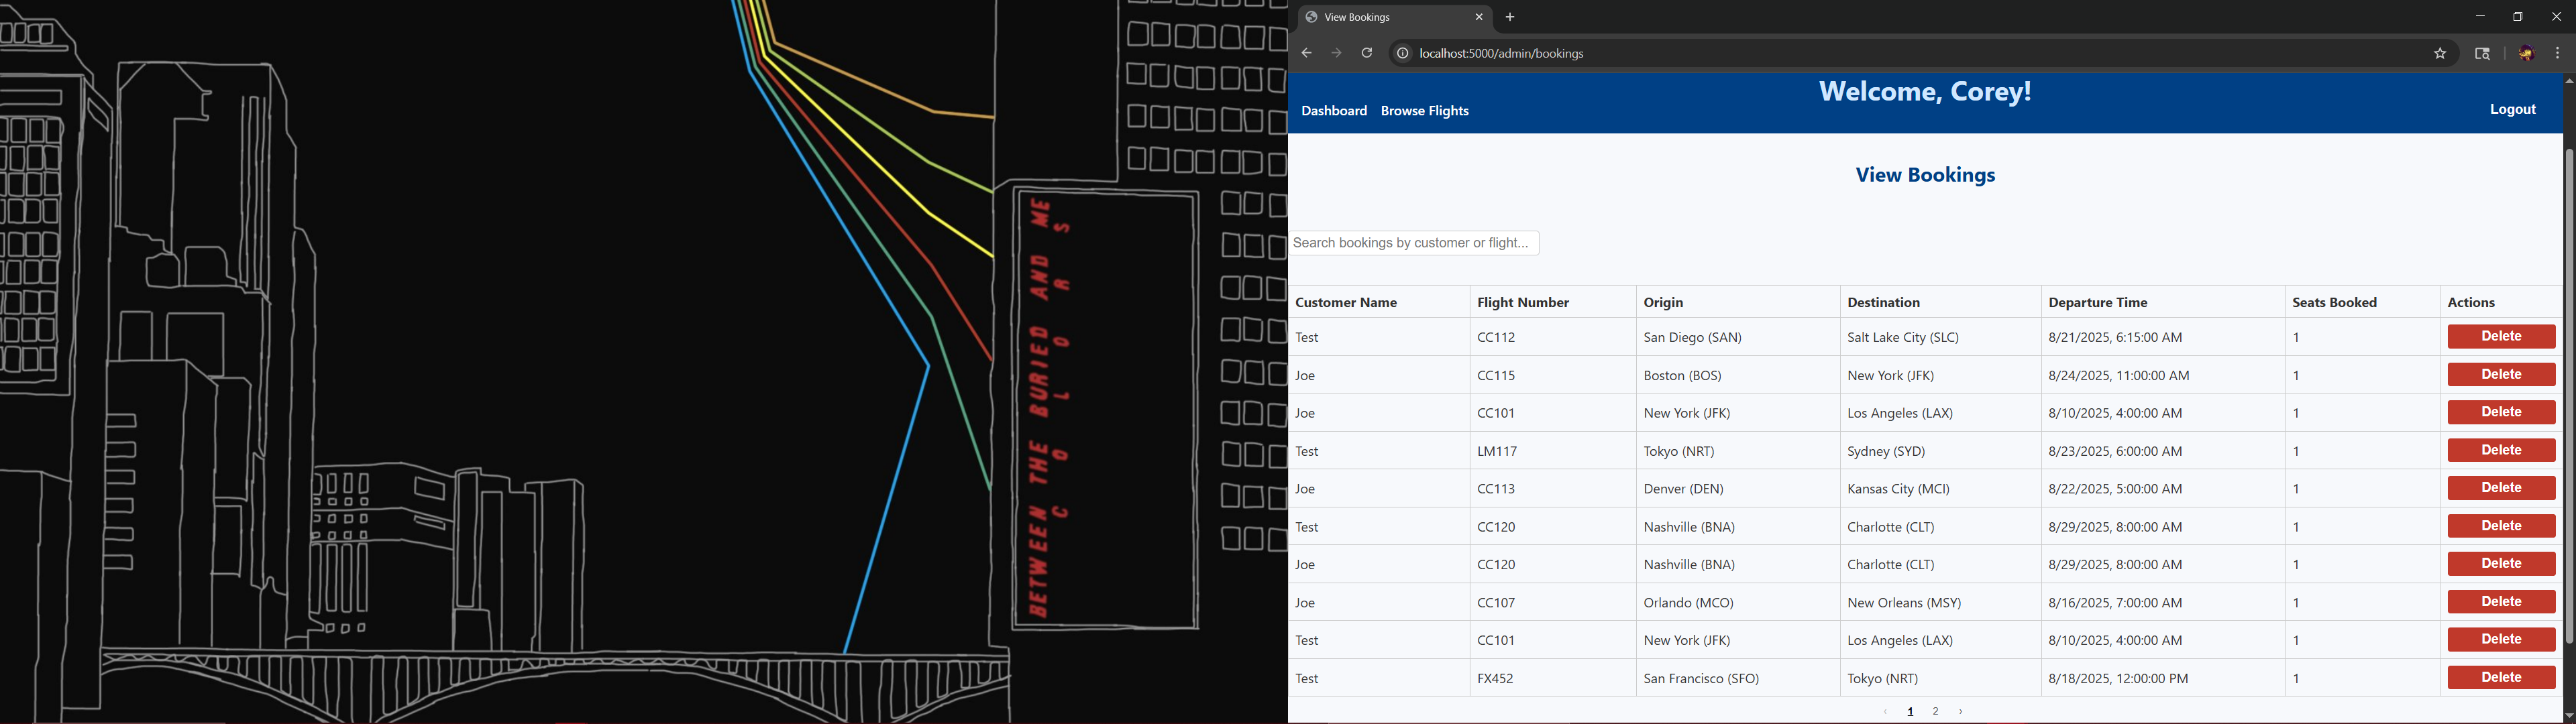 BETWEEN THE BURIED AND ME
COLORS
View Bookings
localhost:5000/admin/bookings
Welcome, Corey!
Dashboard Browse Flights Logout
View Bookings
Search bookings by customer or flight...
Customer Name Flight Number Origin Destination Departure Time Seats Booked Actions
Test CC112 San Diego (SAN) Salt Lake City (SLC) 8/21/2025, 6:15:00 AM 1 Delete
Joe CC115 Boston (BOS) New York (JFK) 8/24/2025, 11:00:00 AM 1 Delete
Joe CC101 New York (JFK) Los Angeles (LAX) 8/10/2025, 4:00:00 AM 1 Delete
Test LM117 Tokyo (NRT) Sydney (SYD) 8/23/2025, 6:00:00 AM 1 Delete
Joe CC113 Denver (DEN) Kansas City (MCI) 8/22/2025, 5:00:00 AM 1 Delete
Test CC120 Nashville (BNA) Charlotte (CLT) 8/29/2025, 8:00:00 AM 1 Delete
Joe CC120 Nashville (BNA) Charlotte (CLT) 8/29/2025, 8:00:00 AM 1 Delete
Joe CC107 Orlando (MCO) New Orleans (MSY) 8/16/2025, 7:00:00 AM 1 Delete
Test CC101 New York (JFK) Los Angeles (LAX) 8/10/2025, 4:00:00 AM 1 Delete
Test FX452 San Francisco (SFO) Tokyo (NRT) 8/18/2025, 12:00:00 PM 1 Delete
‹ 1 2 ›